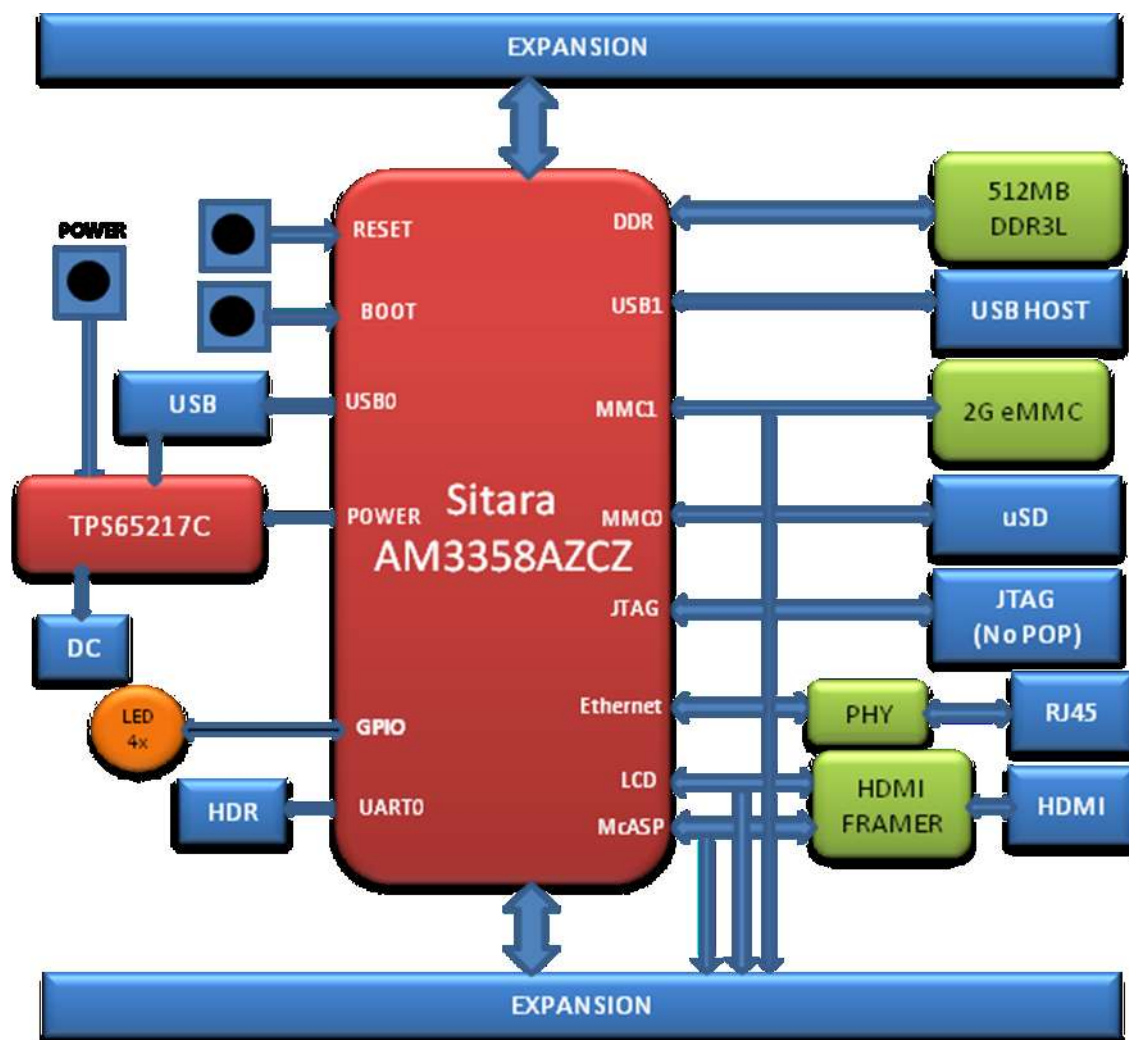 EXPANSION
POWER
RESET
BOOT
USB
USB0
TPS65217C
POWER
DC
LED
4x
GPIO
HDR
UART0
Sitara
AM3358AZCZ
DDR
USB1
MMC1
MMC0
JTAG
Ethernet
LCD
McASP
512MB
DDR3L
USB HOST
2G eMMC
uSD
JTAG
(No POP)
PHY
RJ45
HDMI
FRAMER
HDMI
EXPANSION